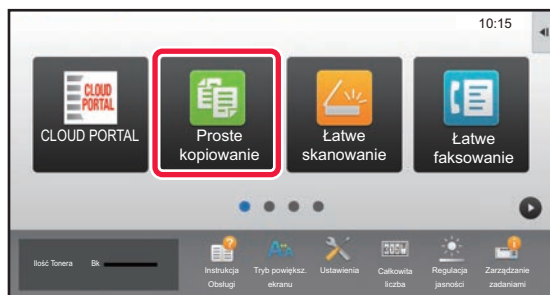 10:15
CLOUD
PORTAL
CLOUD PORTAL
Proste
kopiowanie
Łatwe
skanowanie
Łatwe
faksowanie
Ilość Tonera Bk
Instrukcja
Obsługi
Tryb powiększ.
ekranu
Ustawienia
Całkowita
liczba
Regulacja
jasności
Zarządzanie
zadaniami